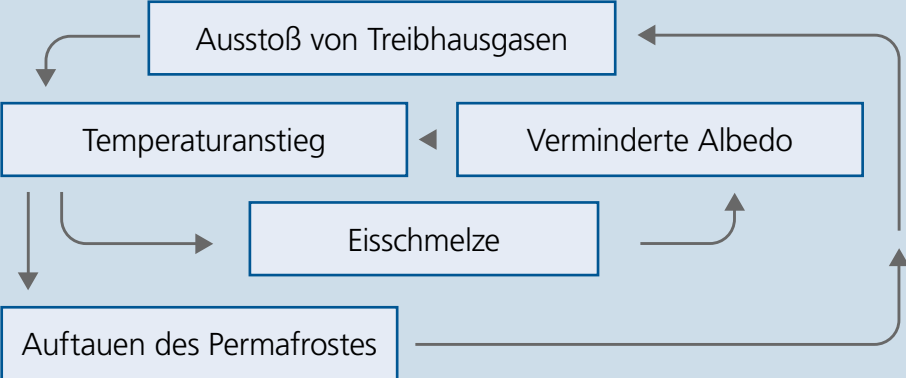 Ausstoß von Treibhausgasen
Temperaturanstieg
Verminderte Albedo
Eisschmelze
Auftauen des Permafrostes